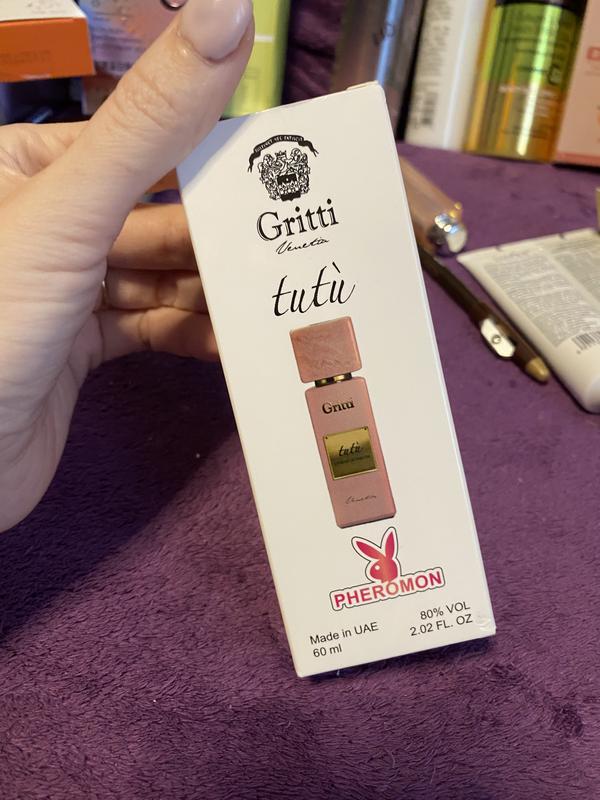 Gritti
Venetia
tutù
Gritti
tutù
Venetia
PHEROMON
Made in UAE
80% VOL
60 ml
2.02 FL. OZ